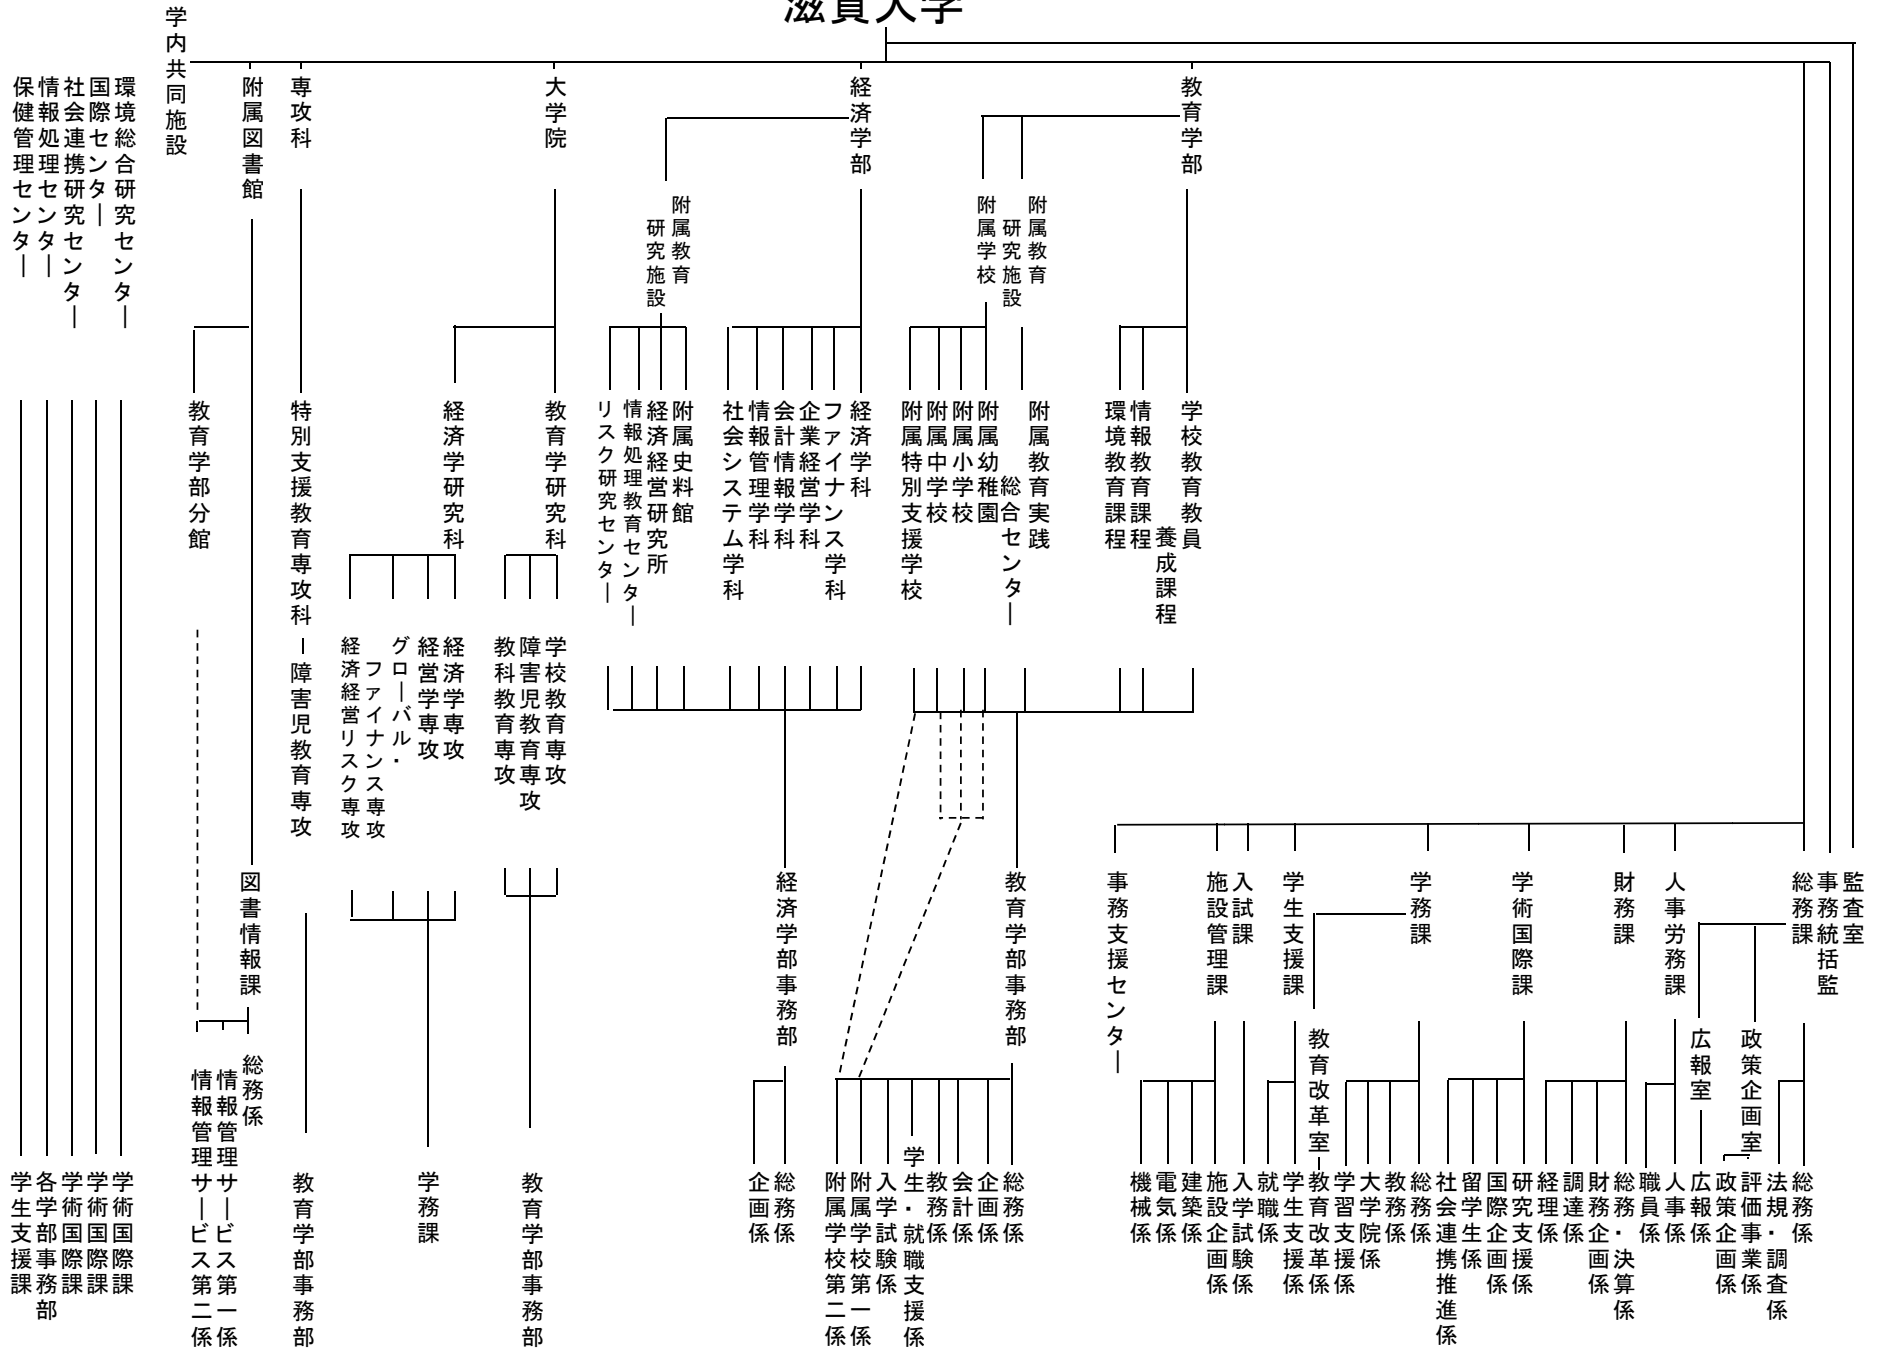 滋賀大学
監査室
事務統括監
総務課
人事労務課
財務課
学術国際課
学務課
学生支援課
入試課
施設管理課
事務支援センター
政策企画室
広報室
教育改革室
総務係
法規・調査係
評価事業係
政策企画係
広報係
人事係
職員係
総務・決算係
財務企画係
調達係
経理係
研究支援係
国際企画係
留学生係
社会連携推進係
総務係
教務係
大学院係
学習支援係
教育改革係
学生支援係
就職係
入学試験係
施設企画係
建築係
電気係
機械係
教育学部
附属教育
研究施設
附属学校
学校教育教員
養成課程
情報教育課程
環境教育課程
附属教育実践
総合センター
附属幼稚園
附属小学校
附属中学校
附属特別支援学校
教育学部事務部
総務係
企画係
会計係
教務係
学生・就職支援係
入学試験係
附属学校第一係
附属学校第二係
経済学部
附属教育
研究施設
経済学科
ファイナンス学科
企業経営学科
会計情報学科
情報管理学科
社会システム学科
附属史料館
経済経営研究所
情報処理教育センター
リスク研究センター
経済学部事務部
総務係
企画係
大学院
教育学研究科
経済学研究科
学校教育専攻
障害児教育専攻
教科教育専攻
経済学専攻
経営学専攻
グローバル・
ファイナンス専攻
経済経営リスク専攻
教育学部事務部
学務課
専攻科
特別支援教育専攻科
障害児教育専攻
教育学部事務部
附属図書館
教育学部分館
図書情報課
総務係
情報管理サービス第一係
情報管理サービス第二係
学内共同施設
環境総合研究センター
国際センター
社会連携研究センター
情報処理センター
保健管理センター
学術国際課
学術国際課
学術国際課
各学部事務部
学生支援課